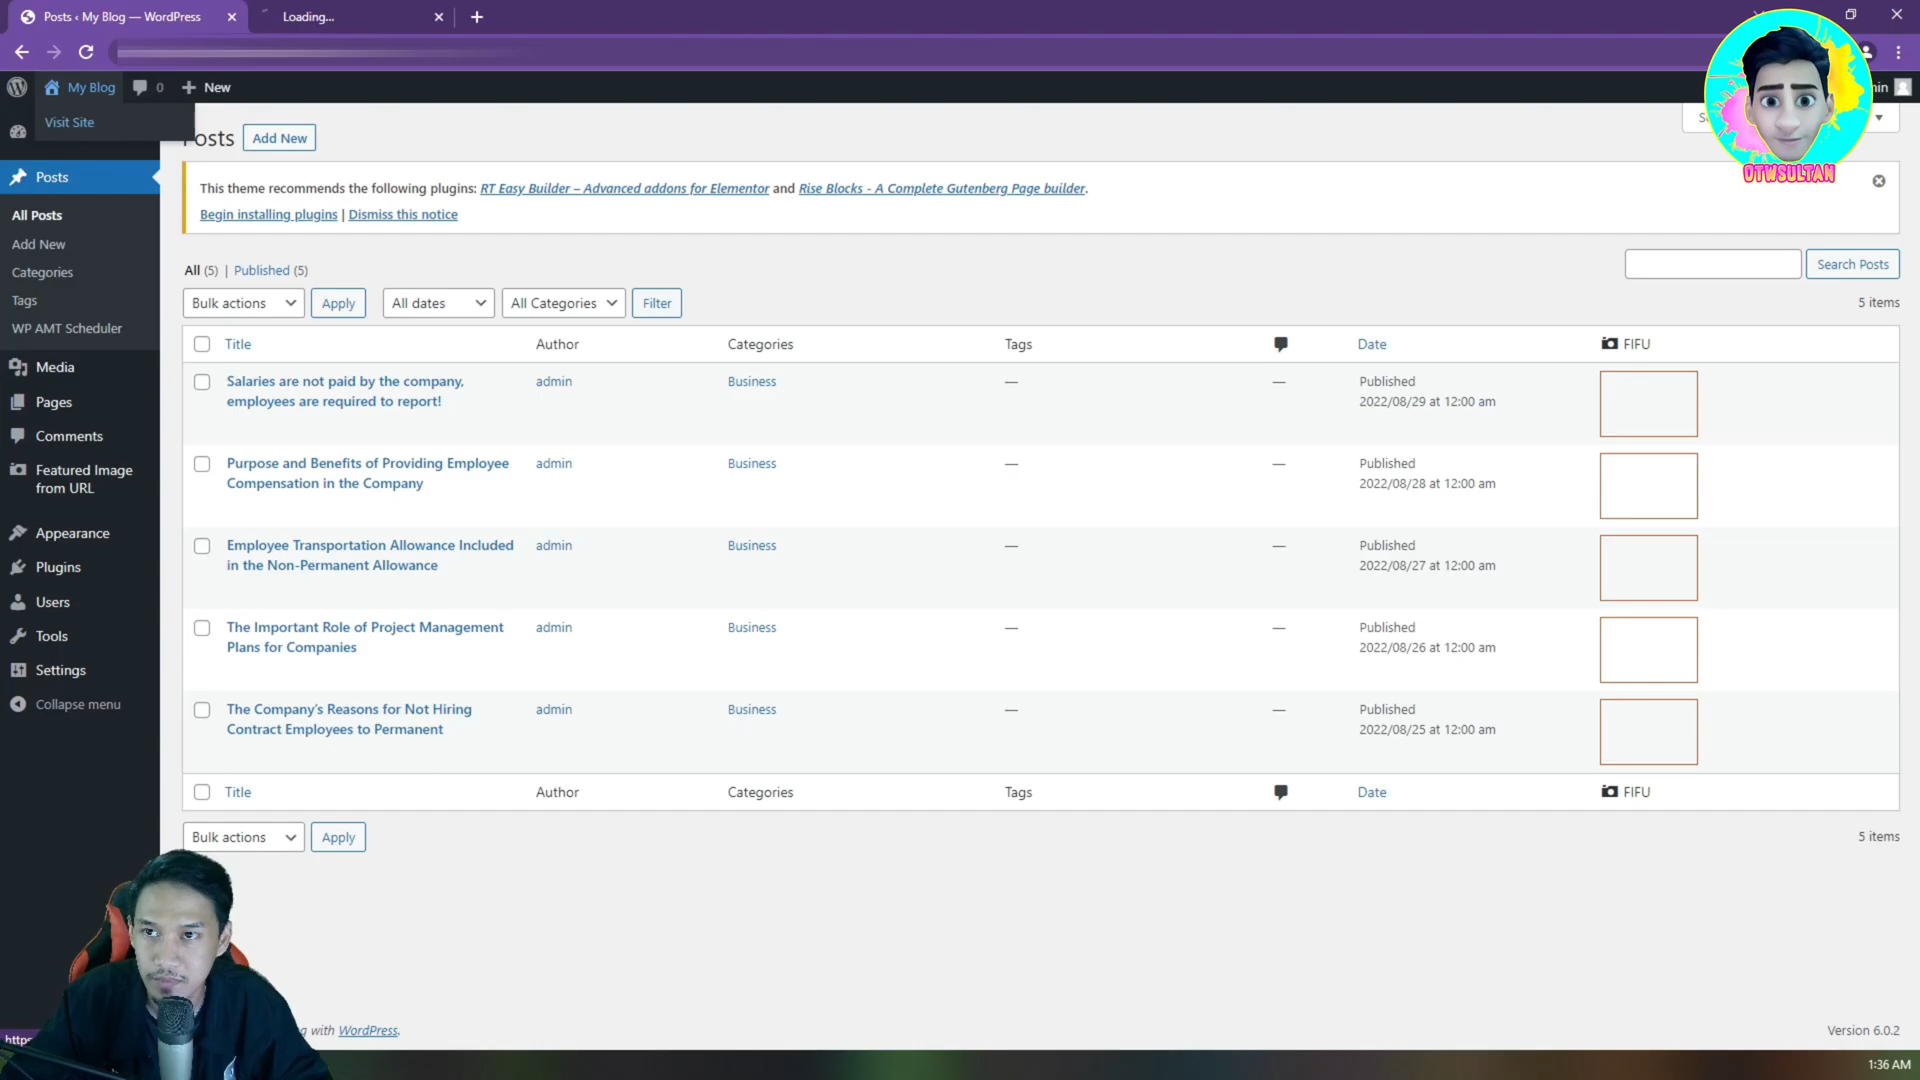 Posts ‹ My Blog — WordPress
Loading...
My Blog
0
New
Visit Site
Posts
Add New
OTWSULTAN
Posts
All Posts
Add New
Categories
Tags
WP AMT Scheduler
Media
Pages
Comments
Featured Image
from URL
Appearance
Plugins
Users
Tools
Settings
Collapse menu
This theme recommends the following plugins: RT Easy Builder – Advanced addons for Elementor and Rise Blocks - A Complete Gutenberg Page builder.
Begin installing plugins | Dismiss this notice
All (5) | Published (5)
Search Posts
Bulk actions
Apply
All dates
All Categories
Filter
5 items
Title
Author
Categories
Tags
Date
FIFU
Salaries are not paid by the company,
employees are required to report!
admin
Business
—
—
Published
2022/08/29 at 12:00 am
Purpose and Benefits of Providing Employee
Compensation in the Company
admin
Business
—
—
Published
2022/08/28 at 12:00 am
Employee Transportation Allowance Included
in the Non-Permanent Allowance
admin
Business
—
—
Published
2022/08/27 at 12:00 am
The Important Role of Project Management
Plans for Companies
admin
Business
—
—
Published
2022/08/26 at 12:00 am
The Company's Reasons for Not Hiring
Contract Employees to Permanent
admin
Business
—
—
Published
2022/08/25 at 12:00 am
Title
Author
Categories
Tags
Date
FIFU
Bulk actions
Apply
5 items
with WordPress.
Version 6.0.2
https
1:36 AM